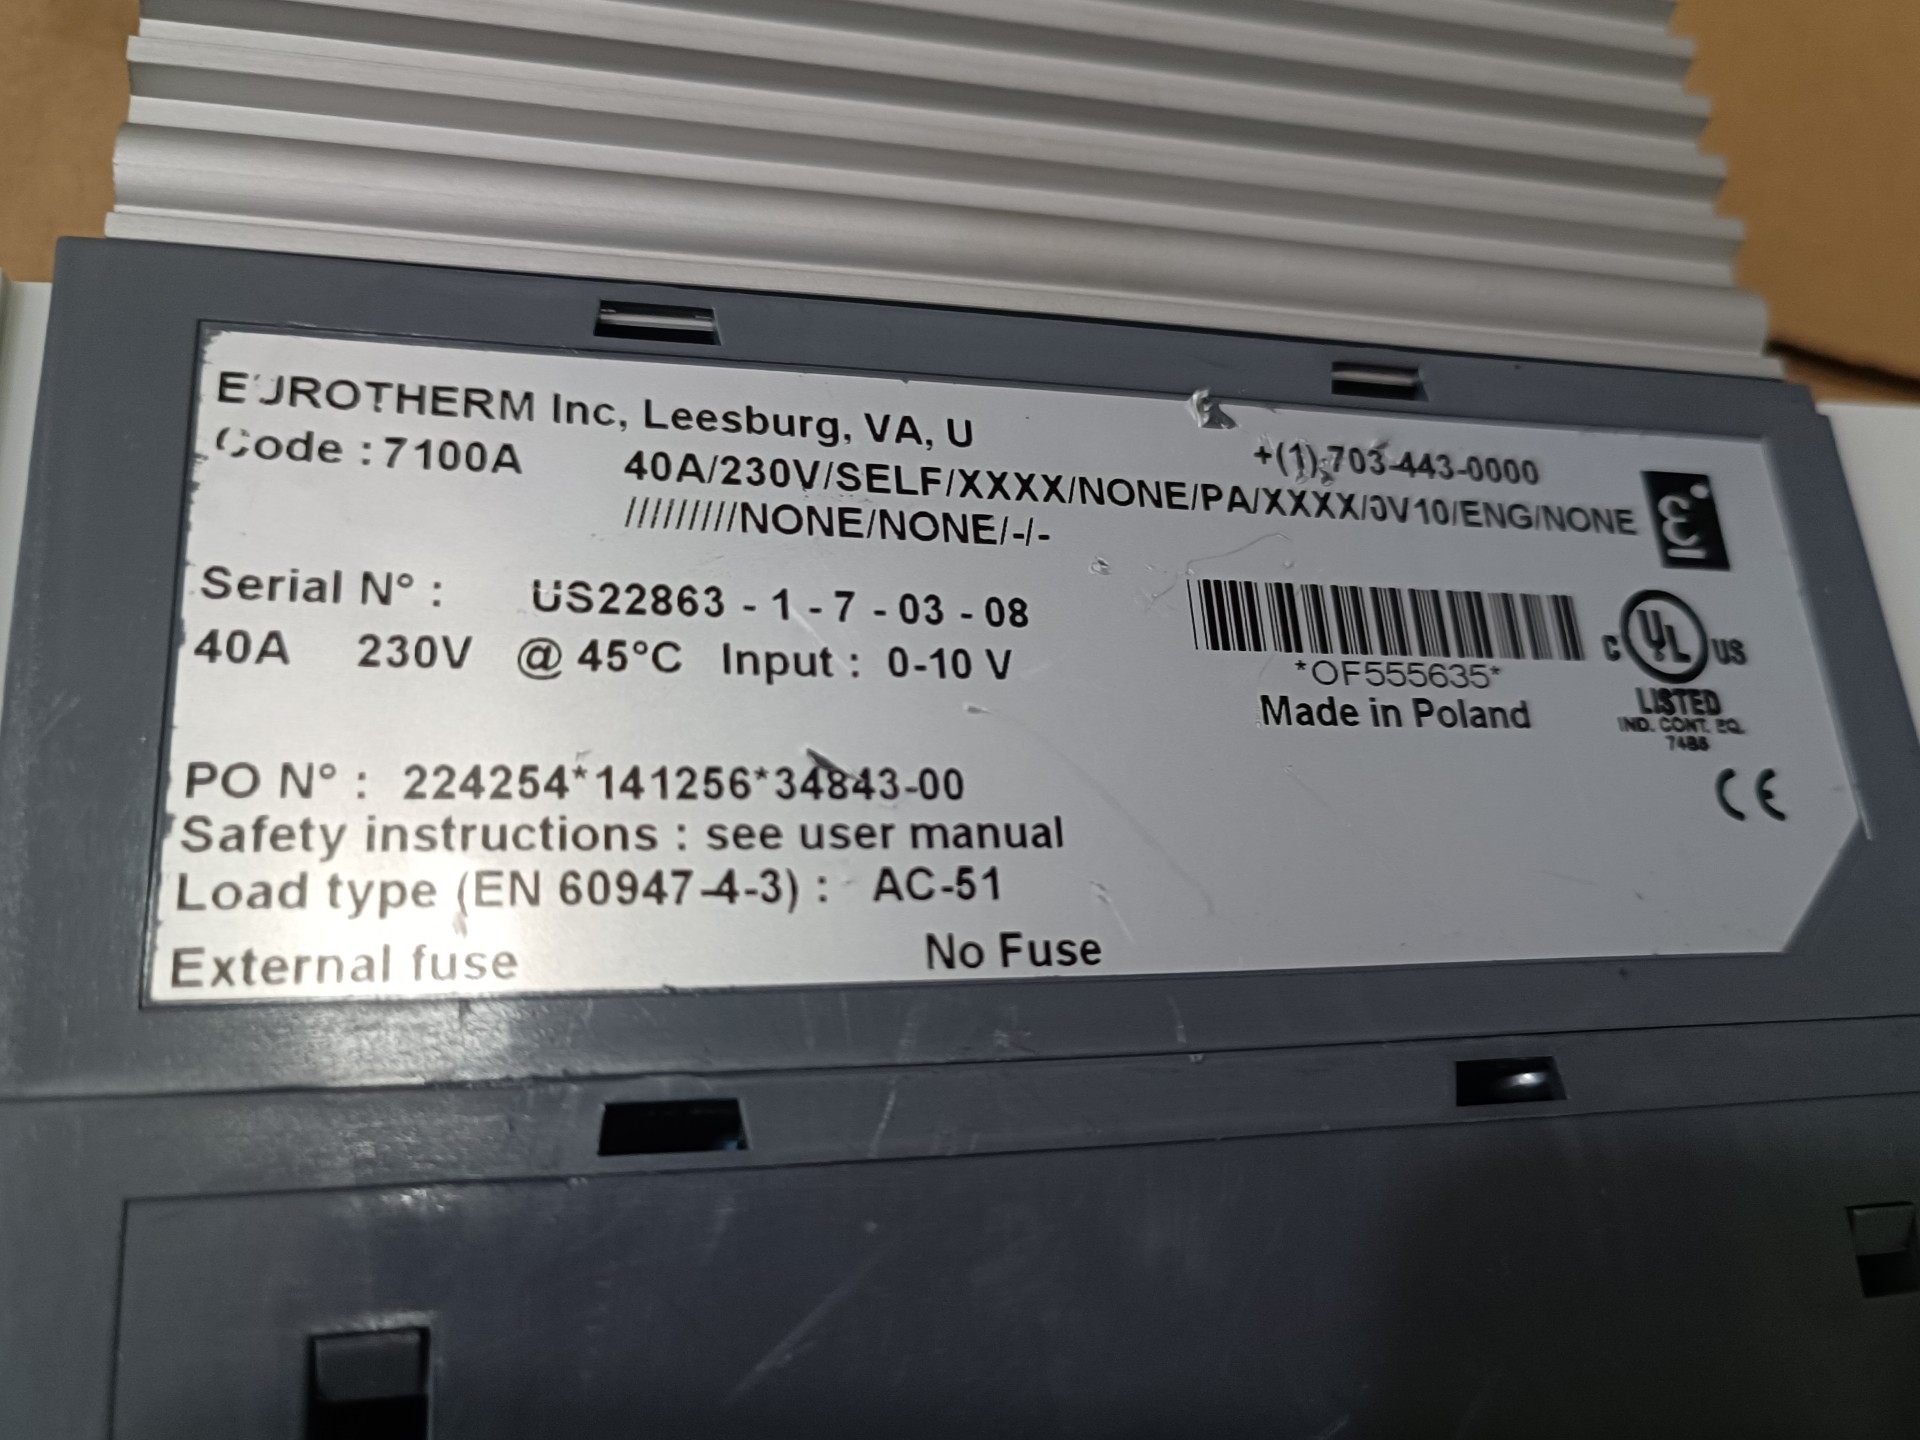 EUROTHERM Inc, Leesburg, VA, U
+(1) 703-443-0000
Code : 7100A
40A/230V/SELF/XXXX/NONE/PA/XXXX/0V10/ENG/NONE
/////////NONE/NONE/-/-
Serial N° : US22863 - 1 - 7 - 03 - 08
40A 230V @ 45°C Input : 0-10 V
*OF555635*
Made in Poland
C UL US
LISTED
IND. CONT. EQ.
PO N° : 224254*141256*34843-00
Safety instructions : see user manual
Load type (EN 60947-4-3) : AC-51
External fuse No Fuse
CE